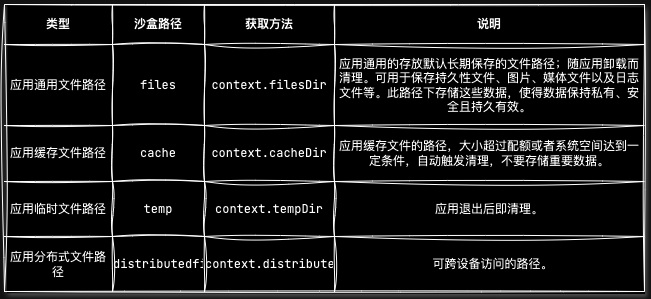 类型 沙盒路径 获取方法 说明
应用通用的存放默认长期保存的文件路径；随应用卸载而
清理。可用于保存持久性文件、图片、媒体文件以及日志
应用通用文件路径 files context.filesDir
文件等。此路径下存储这些数据，使得数据保持私有、安
全且持久有效。
应用缓存文件的路径，大小超过配额或者系统空间达到一
应用缓存文件路径 cache context.cacheDir
定条件，自动触发清理，不要存储重要数据。
应用临时文件路径 temp context.tempDir 应用退出后即清理。
应用分布式文件路
径
distributedfi context.distribute 可跨设备访问的路径。